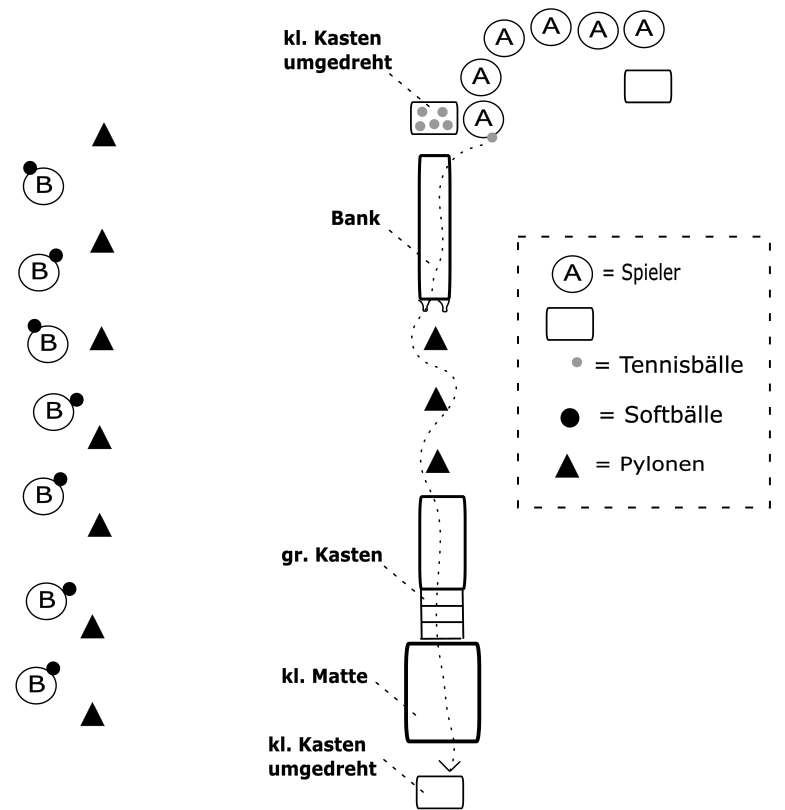 kl. Kasten
umgedreht
A
A
A
A
A
A
B
B
B
B
B
B
B
Bank
gr. Kasten
kl. Matte
kl. Kasten
umgedreht
A = Spieler
= Tennisbälle
= Softbälle
= Pylonen